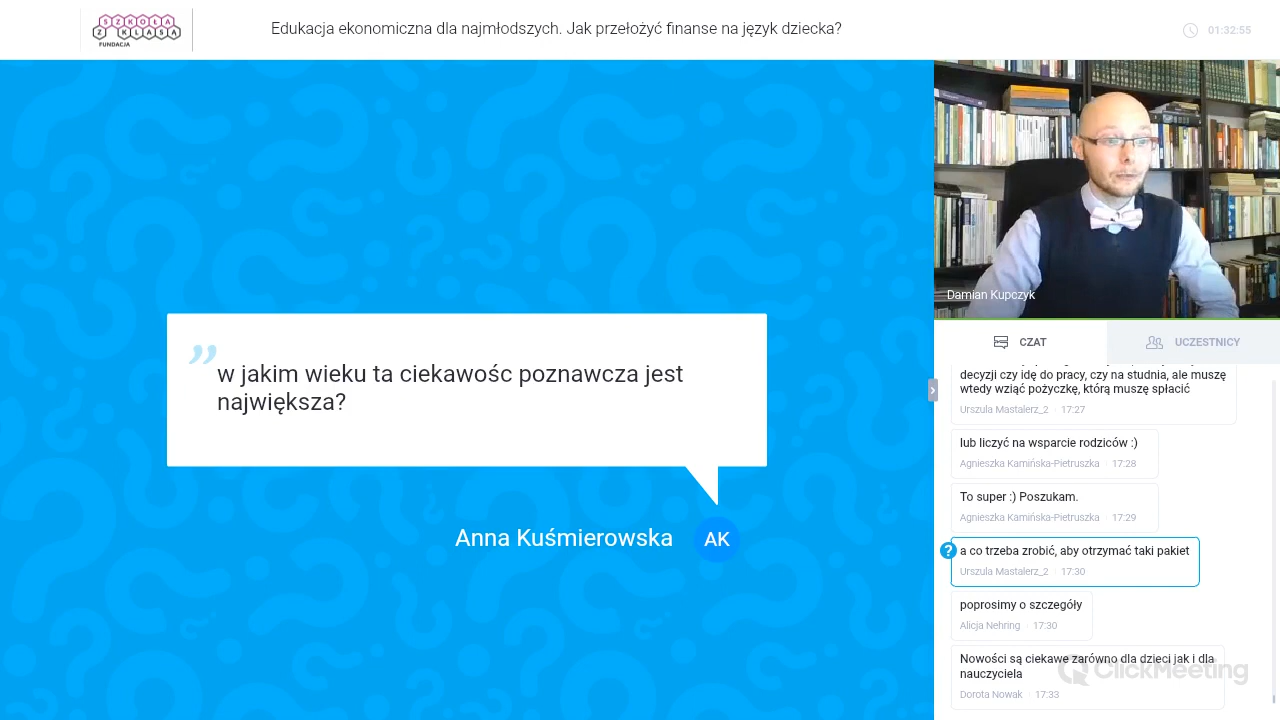 SZKOŁA
Z KLASĄ
FUNDACJA
Edukacja ekonomiczna dla najmłodszych. Jak przełożyć finanse na język dziecka?
01:32:55
”
w jakim wieku ta ciekawośc poznawcza jest
największa?
Anna Kuśmierowska
AK
Damian Kupczyk
CZAT
UCZESTNICY
decyzji czy idę do pracy, czy na studnia, ale muszę
wtedy wziąć pożyczkę, którą muszę spłacić
Urszula Mastalerz_2 17:27
lub liczyć na wsparcie rodziców :)
Agnieszka Kamińska-Pietruszka 17:28
To super :) Poszukam.
Agnieszka Kamińska-Pietruszka 17:29
?
a co trzeba zrobić, aby otrzymać taki pakiet
Urszula Mastalerz_2 17:30
poprosimy o szczegóły
Alicja Nehring 17:30
Nowości są ciekawe zarówno dla dzieci jak i dla
nauczyciela
Dorota Nowak 17:33
ClickMeeting